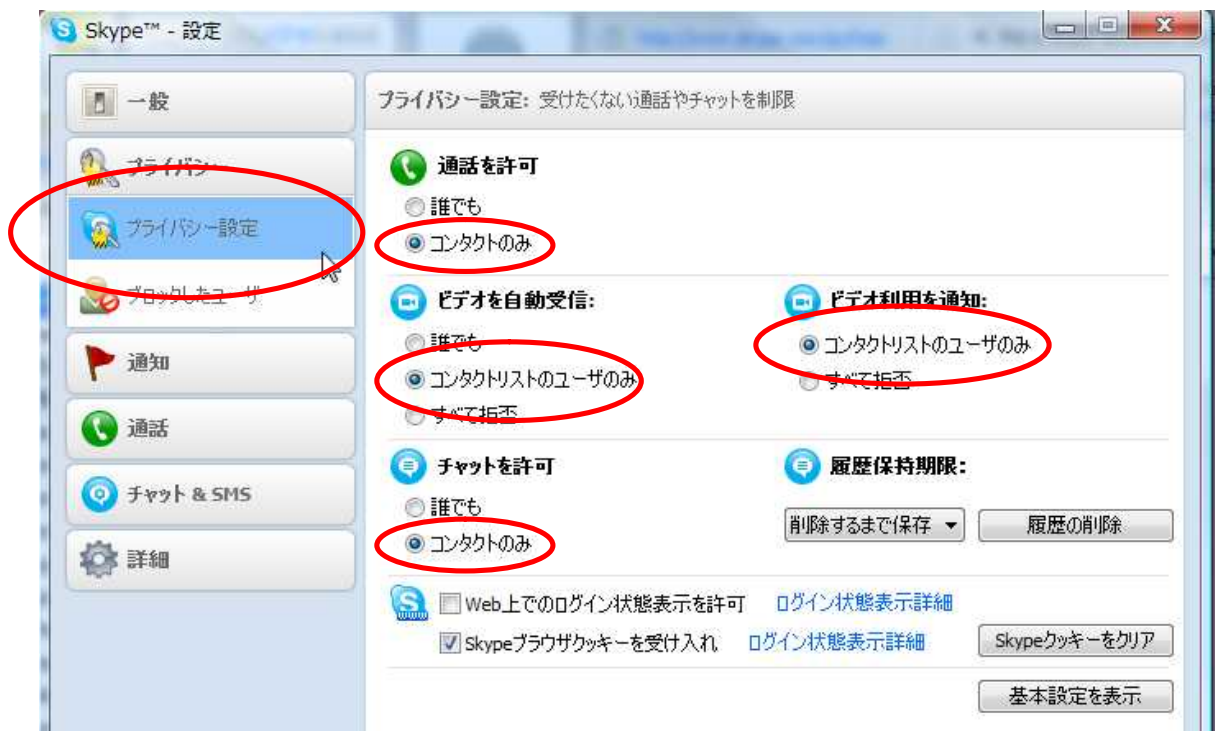 Skype™ - 設定
一般
プライバシー
プライバシー設定
ブロックしたユーザ
通知
通話
チャット & SMS
詳細
プライバシー設定: 受けたくない通話やチャットを制限
通話を許可
誰でも
コンタクトのみ
ビデオを自動受信:
誰でも
コンタクトリストのユーザのみ
すべて拒否
ビデオ利用を通知:
コンタクトリストのユーザのみ
すべて拒否
チャットを許可
誰でも
コンタクトのみ
履歴保持期限:
削除するまで保存
履歴の削除
Web上でのログイン状態表示を許可 ログイン状態表示詳細
Skypeブラウザクッキーを受け入れ ログイン状態表示詳細
Skypeクッキーをクリア
基本設定を表示